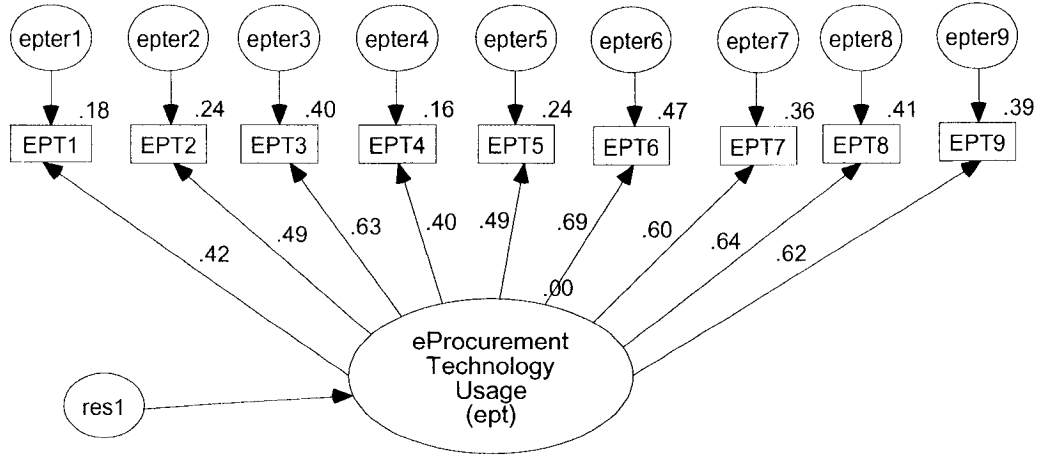 epter1 epter2 epter3 epter4 epter5 epter6 epter7 epter8 epter9
.18 .24 .40 .16 .24 .47 .36 .41 .39
EPT1 EPT2 EPT3 EPT4 EPT5 EPT6 EPT7 EPT8 EPT9
.42 .49 .63 .40 .49 .69 .60 .64 .62
.00
eProcurement
Technology
Usage
(ept)
res1